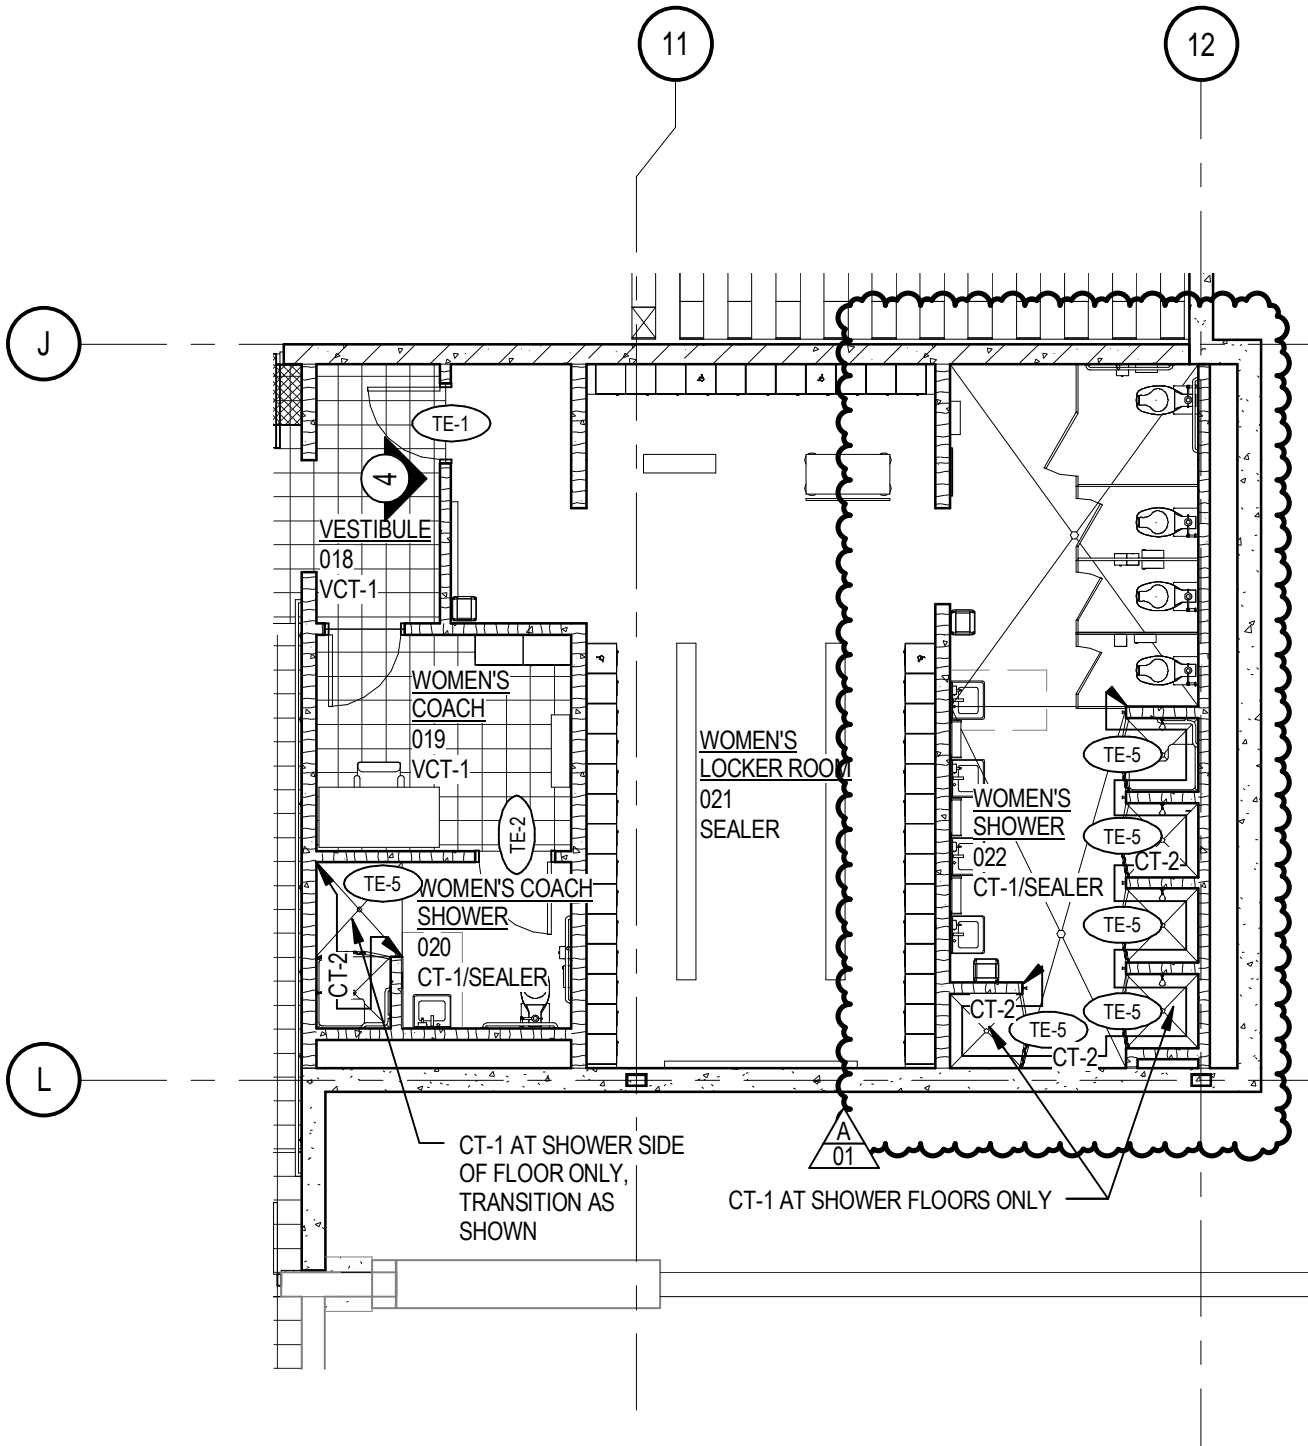 11
12
J
TE-1
4
VESTIBULE
018
VCT-1
WOMEN'S
COACH
019
VCT-1
TE-2
WOMEN'S
LOCKER ROOM
021
SEALER
TE-5
TE-5
CT-2
TE-5
TE-5
WOMEN'S
SHOWER
022
CT-1/SEALER
TE-5
WOMEN'S COACH
SHOWER
020
CT-1/SEALER
CT-2
CT-2
TE-5
CT-2
L
CT-1 AT SHOWER SIDE
OF FLOOR ONLY,
TRANSITION AS
SHOWN
A
01
CT-1 AT SHOWER FLOORS ONLY